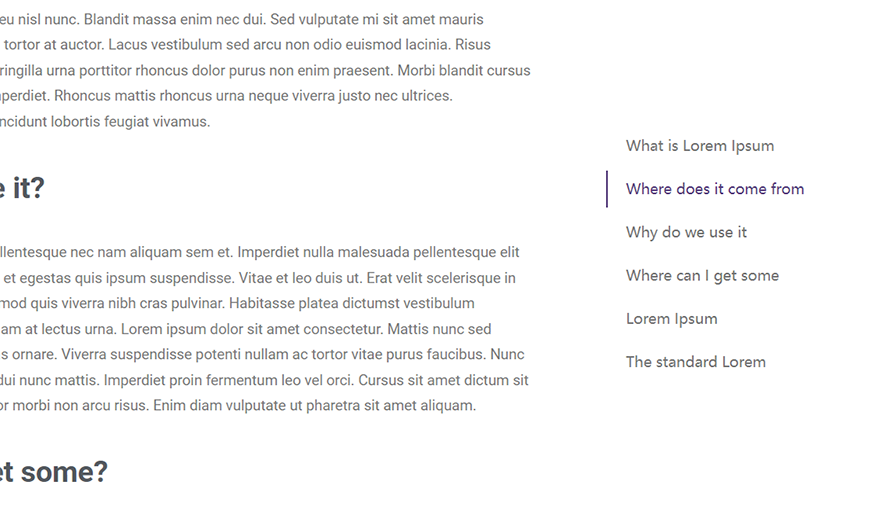 eu nisl nunc. Blandit massa enim nec dui. Sed vulputate mi sit amet mauris
tortor at auctor. Lacus vestibulum sed arcu non odio euismod lacinia. Risus
ringilla urna porttitor rhoncus dolor purus non enim praesent. Morbi blandit cursus
perdiet. Rhoncus mattis rhoncus urna neque viverra justo nec ultrices.
ncidunt lobortis feugiat vivamus.
e it?
llentesque nec nam aliquam sem et. Imperdiet nulla malesuada pellentesque elit
et egestas quis ipsum suspendisse. Vitae et leo duis ut. Erat velit scelerisque in
mod quis viverra nibh cras pulvinar. Habitasse platea dictumst vestibulum
am at lectus urna. Lorem ipsum dolor sit amet consectetur. Mattis nunc sed
s ornare. Viverra suspendisse potenti nullam ac tortor vitae purus faucibus. Nunc
dui nunc mattis. Imperdiet proin fermentum leo vel orci. Cursus sit amet dictum sit
or morbi non arcu risus. Enim diam vulputate ut pharetra sit amet aliquam.
et some?
What is Lorem Ipsum
Where does it come from
Why do we use it
Where can I get some
Lorem Ipsum
The standard Lorem